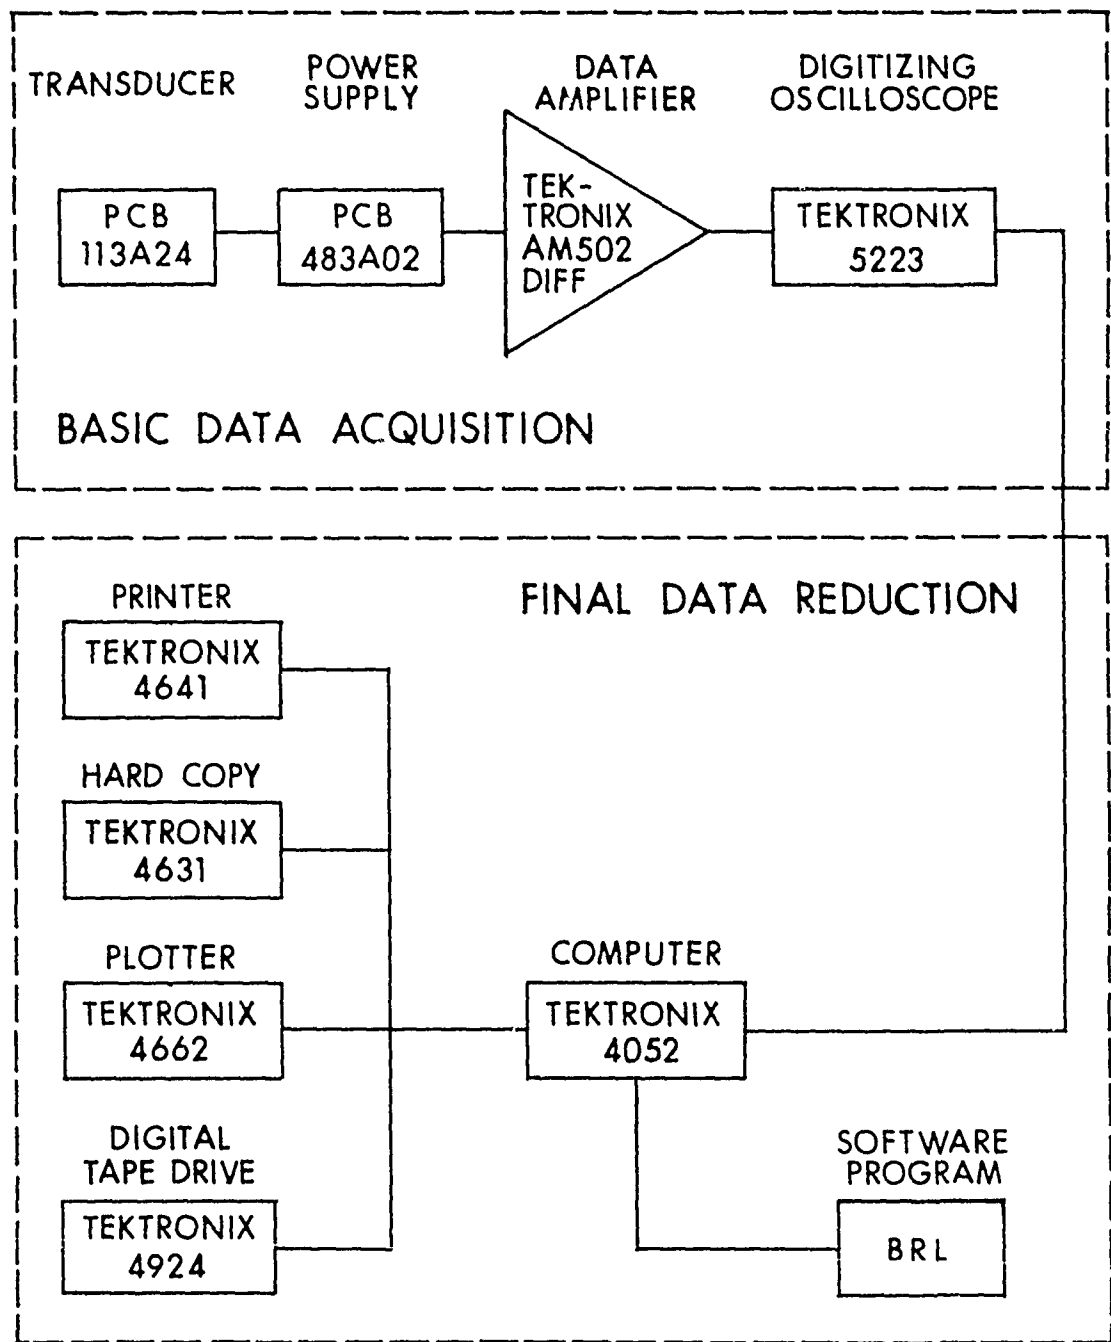 TRANSDUCER
POWER
SUPPLY
DATA
AMPLIFIER
DIGITIZING
OSCILLOSCOPE
PCB
113A24
PCB
483A02
TEK-
TRONIX
AM502
DIFF
TEKTRONIX
5223
BASIC DATA ACQUISITION
FINAL DATA REDUCTION
PRINTER
TEKTRONIX
4641
HARD COPY
TEKTRONIX
4631
PLOTTER
TEKTRONIX
4662
COMPUTER
TEKTRONIX
4052
DIGITAL
TAPE DRIVE
TEKTRONIX
4924
SOFTWARE
PROGRAM
BRL